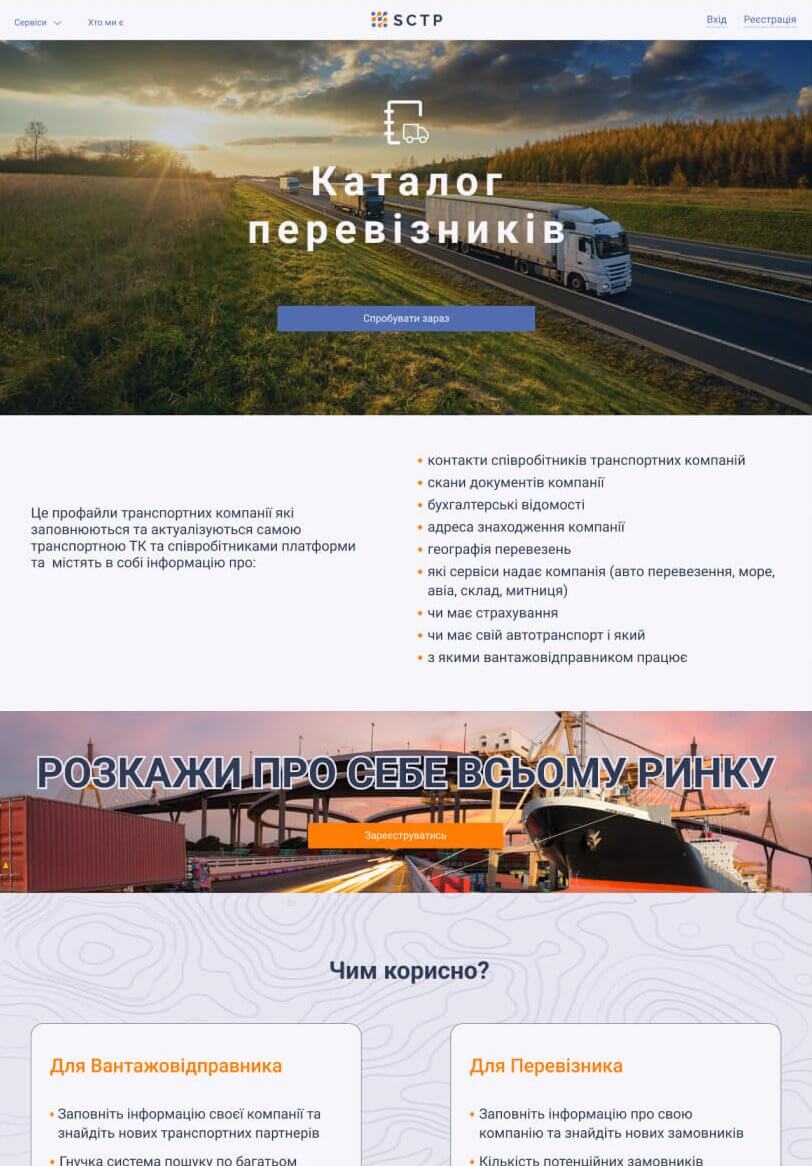 Сервіси
Хто ми є
SCTP
Вхід
Реєстрація
Каталог
перевізників
Спробувати зараз
Це профайли транспортних компанії які
заповнюються та актуалізуються самою
транспортною ТК та співробітниками платформи
та містять в собі інформацію про:
контакти співробітників транспортних компаній
скани документів компанії
бухгалтерські відомості
адреса знаходження компанії
географія перевезень
які сервіси надає компанія (авто перевезення, море,
авіа, склад, митниця)
чи має страхування
чи має свій автотранспорт і який
з якими вантажовідправником працює
РОЗКАЖИ ПРО СЕБЕ ВСЬОМУ РИНКУ
Зареєструватись
Чим корисно?
Для Вантажовідправника
Заповніть інформацію своєї компанії та
знайдіть нових транспортних партнерів
Гнучка система пошуку по багатьом
Для Перевізника
Заповніть інформацію про свою
компанію та знайдіть нових замовників
Кількість потенційних замовників